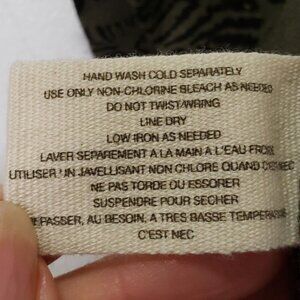 HAND WASH COLD SEPARATELY
USE ONLY NON-CHLORINE BLEACH AS NEEDED
DO NOT TWIST/WRING
LINE DRY
LOW IRON AS NEEDED
LAVER SEPAREMENT A LA MAIN A L'EAU FROIDE
UTILISER UN JAVELLISANT NON CHLORE QUAND
NE PAS TORDE OU ESSORER
SUSPENDRE POUR SECHER
REPASSER, AU BESOIN, A TRES BASSE TEMPERATURE
C'EST NEC